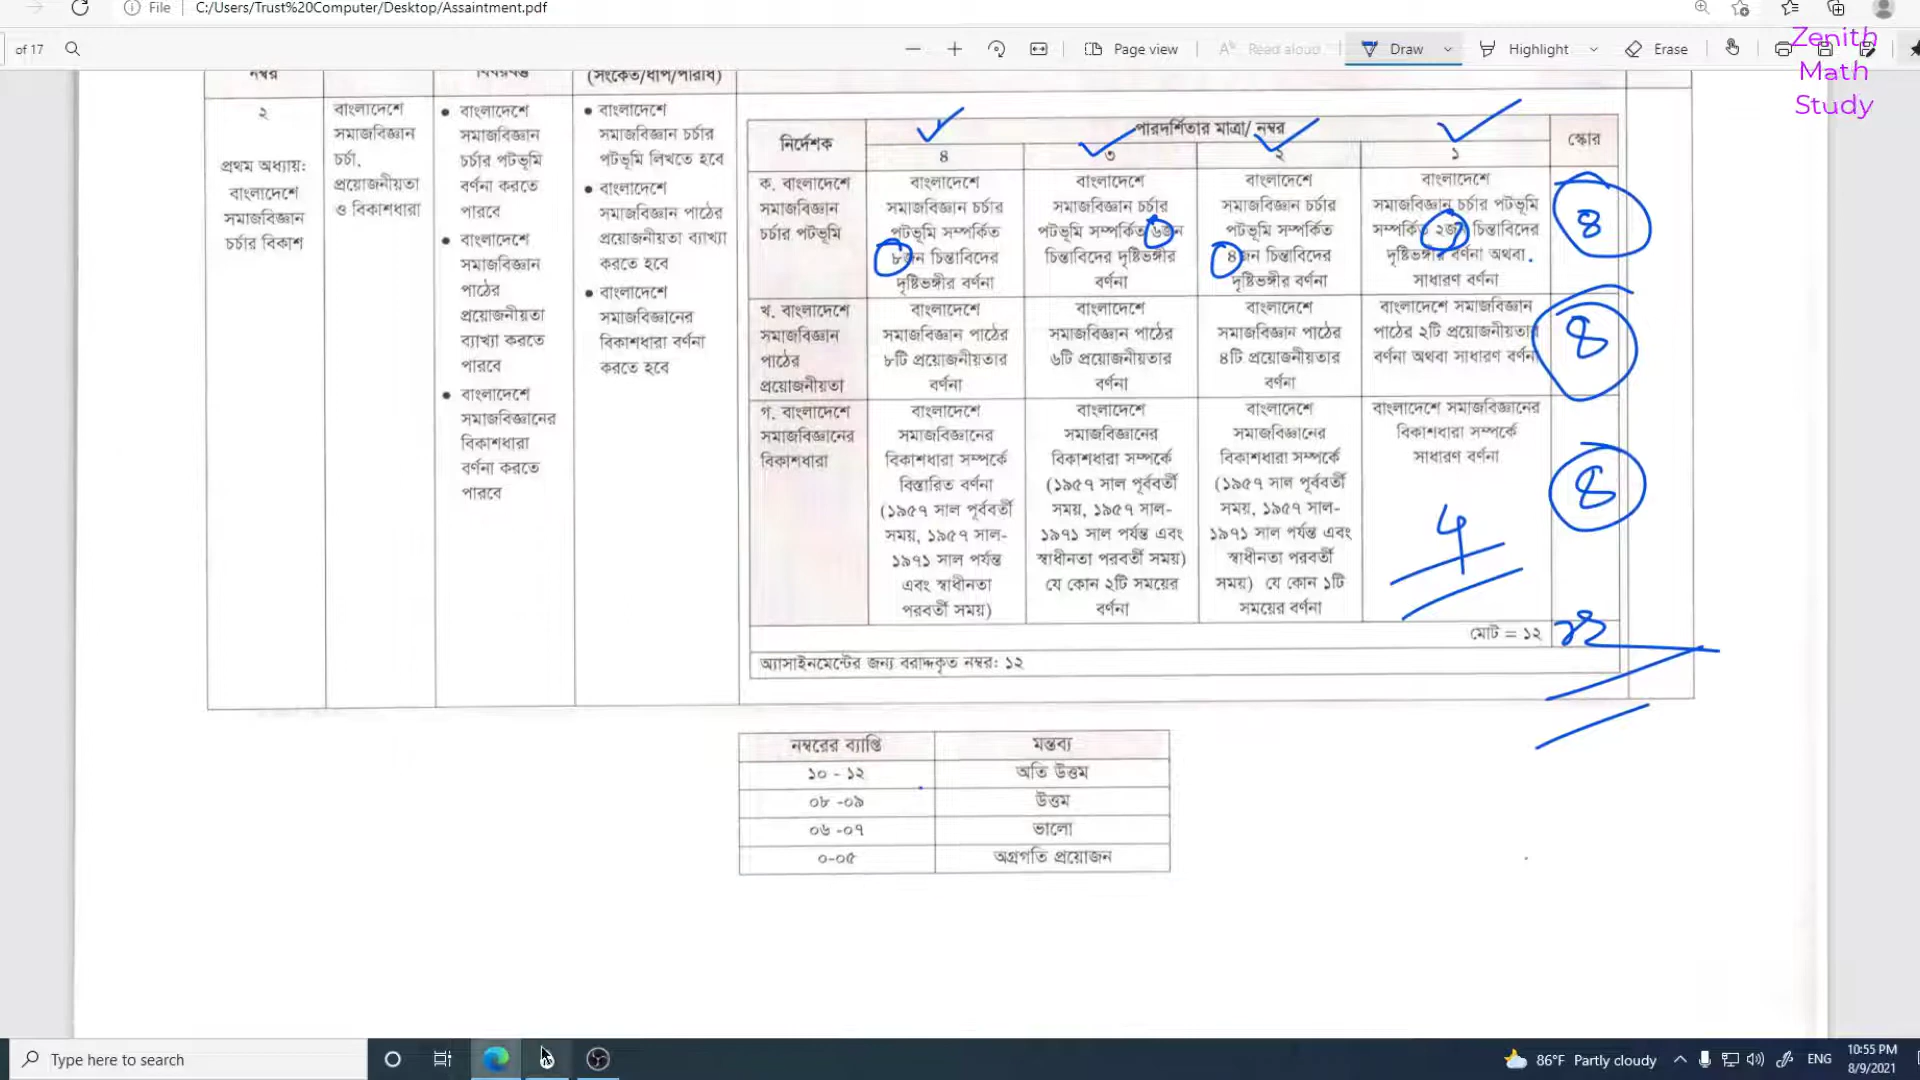 File C:/Users/Trust%20Computer/Desktop/Assaintment.pdf
of 17
Page view
Read aloud
Draw
Highlight
Erase
Zenith
Math
Study
নম্বর
বিষয়বস্তু
(সংকেত/ধাপ/পরিধি)
২
প্রথম অধ্যায়:
বাংলাদেশে
সমাজবিজ্ঞান
চর্চার বিকাশ
বাংলাদেশে
সমাজবিজ্ঞান
চর্চা,
প্রয়োজনীয়তা
ও বিকাশধারা
• বাংলাদেশে
সমাজবিজ্ঞান
চর্চার পটভূমি
বর্ণনা করতে
পারবে
• বাংলাদেশে
সমাজবিজ্ঞান
পাঠের
প্রয়োজনীয়তা
ব্যাখ্যা করতে
পারবে
• বাংলাদেশে
সমাজবিজ্ঞানের
বিকাশধারা
বর্ণনা করতে
পারবে
• বাংলাদেশে
সমাজবিজ্ঞান চর্চার
পটভূমি লিখতে হবে
• বাংলাদেশে
সমাজবিজ্ঞান পাঠের
প্রয়োজনীয়তা ব্যাখ্যা
করতে হবে
• বাংলাদেশে
সমাজবিজ্ঞানের
বিকাশধারা বর্ণনা
করতে হবে
নির্দেশক
পারদর্শিতার মাত্রা/ নম্বর
স্কোর
৪
৩
২
১
ক. বাংলাদেশে
সমাজবিজ্ঞান
চর্চার পটভূমি
বাংলাদেশে
সমাজবিজ্ঞান চর্চার
পটভূমি সম্পর্কিত
৮জন চিন্তাবিদের
দৃষ্টিভঙ্গীর বর্ণনা
বাংলাদেশে
সমাজবিজ্ঞান চর্চার
পটভূমি সম্পর্কিত ৬জন
চিন্তাবিদের দৃষ্টিভঙ্গীর
বর্ণনা
বাংলাদেশে
সমাজবিজ্ঞান চর্চার
পটভূমি সম্পর্কিত
৪জন চিন্তাবিদের
দৃষ্টিভঙ্গীর বর্ণনা
বাংলাদেশে
সমাজবিজ্ঞান চর্চার পটভূমি
সম্পর্কিত ২জন চিন্তাবিদের
দৃষ্টিভঙ্গীর বর্ণনা অথবা
সাধারণ বর্ণনা
৪
খ. বাংলাদেশে
সমাজবিজ্ঞান
পাঠের
প্রয়োজনীয়তা
বাংলাদেশে
সমাজবিজ্ঞান পাঠের
৮টি প্রয়োজনীয়তার
বর্ণনা
বাংলাদেশে
সমাজবিজ্ঞান পাঠের
৬টি প্রয়োজনীয়তার
বর্ণনা
বাংলাদেশে
সমাজবিজ্ঞান পাঠের
৪টি প্রয়োজনীয়তার
বর্ণনা
বাংলাদেশে সমাজবিজ্ঞান
পাঠের ২টি প্রয়োজনীয়তার
বর্ণনা অথবা সাধারণ বর্ণনা
৪
গ. বাংলাদেশে
সমাজবিজ্ঞানের
বিকাশধারা
বাংলাদেশে
সমাজবিজ্ঞানের
বিকাশধারা সম্পর্কে
বিস্তারিত বর্ণনা
(১৯৫৭ সাল পূর্ববর্তী
সময়, ১৯৫৭ সাল-
১৯৭১ সাল পর্যন্ত
এবং স্বাধীনতা
পরবর্তী সময়)
বাংলাদেশে
সমাজবিজ্ঞানের
বিকাশধারা সম্পর্কে
(১৯৫৭ সাল পূর্ববর্তী
সময়, ১৯৫৭ সাল-
১৯৭১ সাল পর্যন্ত এবং
স্বাধীনতা পরবর্তী সময়)
যে কোন ২টি সময়ের
বর্ণনা
বাংলাদেশে
সমাজবিজ্ঞানের
বিকাশধারা সম্পর্কে
(১৯৫৭ সাল পূর্ববর্তী
সময়, ১৯৫৭ সাল-
১৯৭১ সাল পর্যন্ত এবং
স্বাধীনতা পরবর্তী
সময়) যে কোন ১টি
সময়ের বর্ণনা
বাংলাদেশে সমাজবিজ্ঞানের
বিকাশধারা সম্পর্কে
সাধারণ বর্ণনা
৪
মোট = ১২
১২
অ্যাসাইনমেন্টের জন্য বরাদ্দকৃত নম্বর: ১২
নম্বরের ব্যাপ্তি
মন্তব্য
১০ - ১২
অতি উত্তম
০৮ -০৯
উত্তম
০৬ -০৭
ভালো
০-০৫
অগ্রগতি প্রয়োজন
Type here to search
86°F Partly cloudy
ENG
10:55 PM
8/9/2021